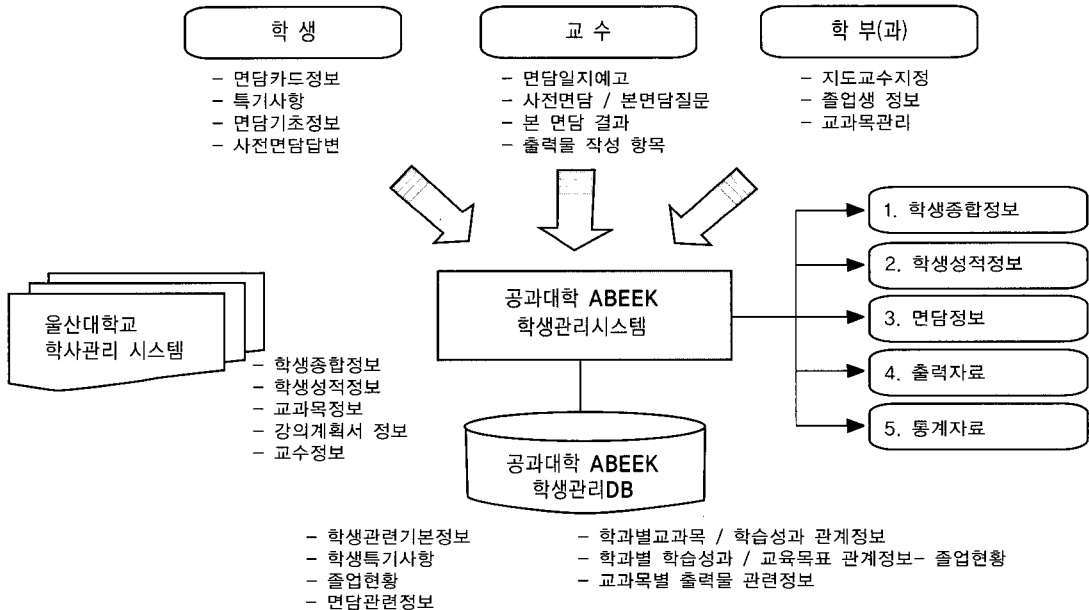 학 생
- 면담카드정보
- 특기사항
- 면담기초정보
- 사전면담답변
교 수
- 면담일지예고
- 사전면담 / 본면담질문
- 본 면담 결과
- 출력물 작성 항목
학 부(과)
- 지도교수지정
- 졸업생 정보
- 교과목관리
울산대학교
학사관리 시스템
- 학생종합정보
- 학생성적정보
- 교과목정보
- 강의계획서 정보
- 교수정보
공과대학 ABEEK
학생관리시스템
1. 학생종합정보
2. 학생성적정보
3. 면담정보
4. 출력자료
5. 통계자료
공과대학 ABEEK
학생관리DB
- 학생관련기본정보
- 학생특기사항
- 졸업현황
- 면담관련정보
- 학과별교과목 / 학습성과 관계정보
- 학과별 학습성과 / 교육목표 관계정보- 졸업현황
- 교과목별 출력물 관련정보